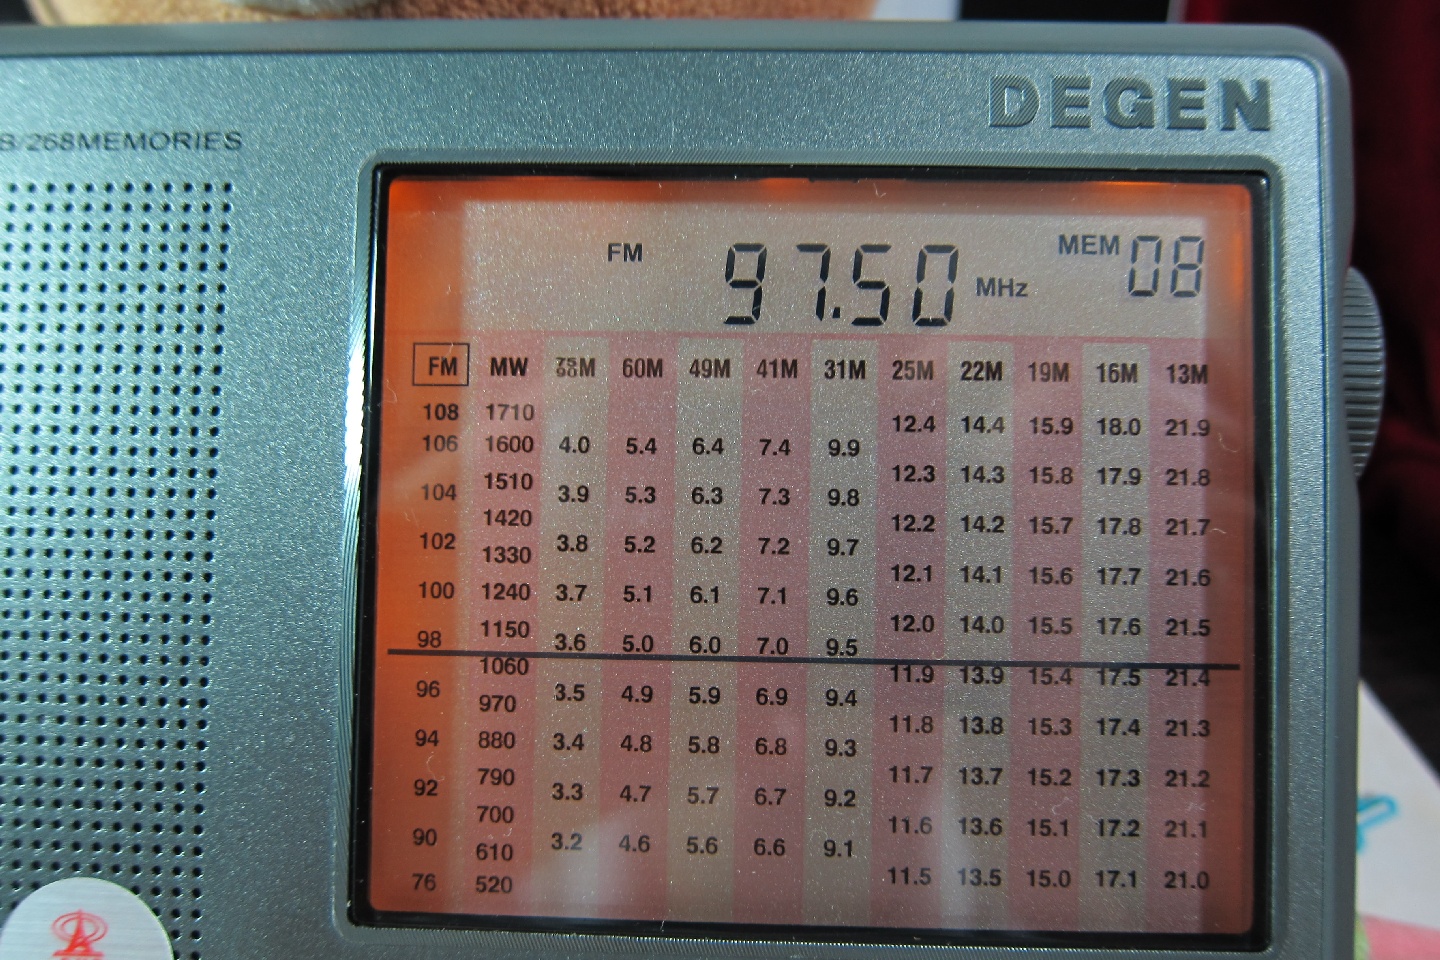 DEGEN
/268MEMORIES
FM 97.50 MHz MEM 08
FM MW 75M 60M 49M 41M 31M 25M 22M 19M 16M 13M
108 1710 12.4 14.4 15.9 18.0 21.9
106 1600 4.0 5.4 6.4 7.4 9.9
1510 12.3 14.3 15.8 17.9 21.8
104 3.9 5.3 6.3 7.3 9.8
1420 12.2 14.2 15.7 17.8 21.7
102 3.8 5.2 6.2 7.2 9.7
1330 12.1 14.1 15.6 17.7 21.6
100 1240 3.7 5.1 6.1 7.1 9.6
1150 12.0 14.0 15.5 17.6 21.5
98 3.6 5.0 6.0 7.0 9.5
1060 11.9 13.9 15.4 17.5 21.4
96 970 3.5 4.9 5.9 6.9 9.4
11.8 13.8 15.3 17.4 21.3
94 880 3.4 4.8 5.8 6.8 9.3
790 11.7 13.7 15.2 17.3 21.2
92 3.3 4.7 5.7 6.7 9.2
700 11.6 13.6 15.1 17.2 21.1
90 610 3.2 4.6 5.6 6.6 9.1
76 520 11.5 13.5 15.0 17.1 21.0